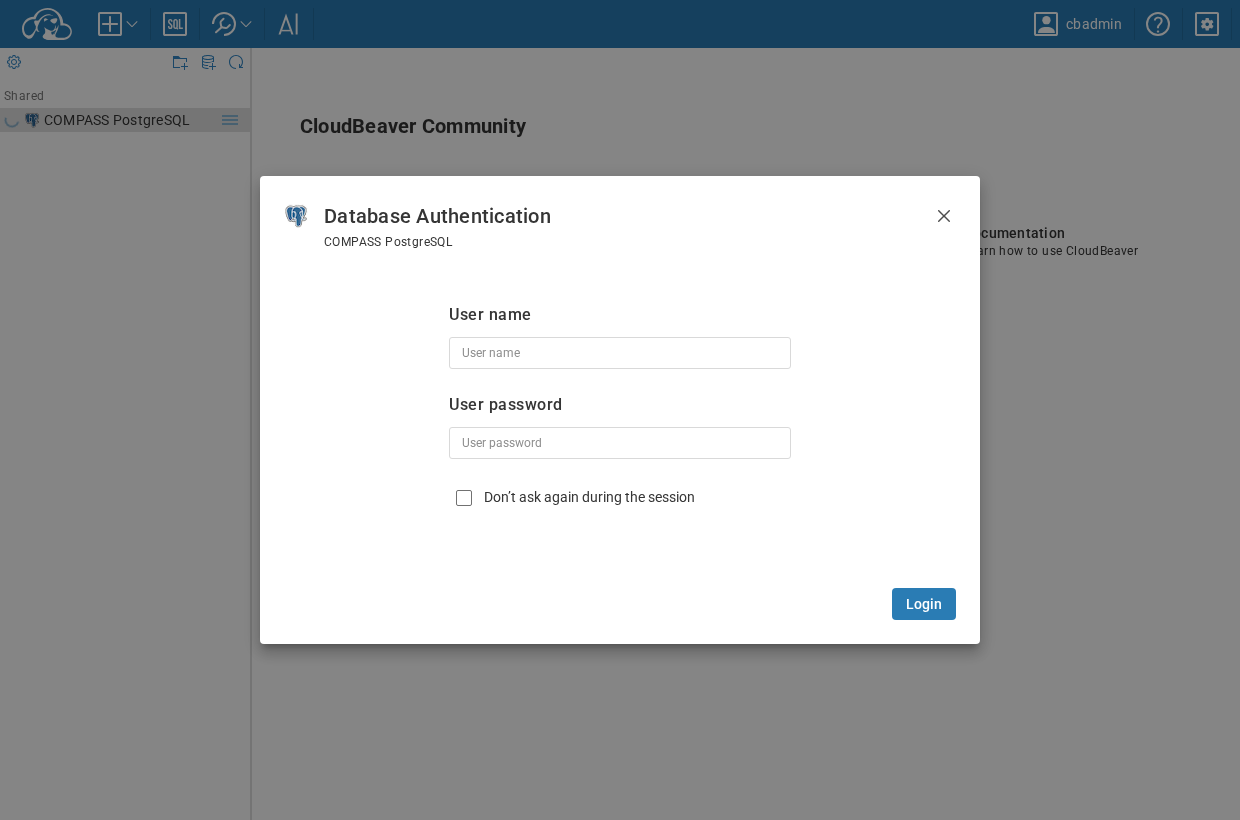 SQL
AI
cbadmin
Shared
COMPASS PostgreSQL
CloudBeaver Community
Database Authentication
COMPASS PostgreSQL
cumentation
arn how to use CloudBeaver
User name
User name
User password
User password
Don’t ask again during the session
Login